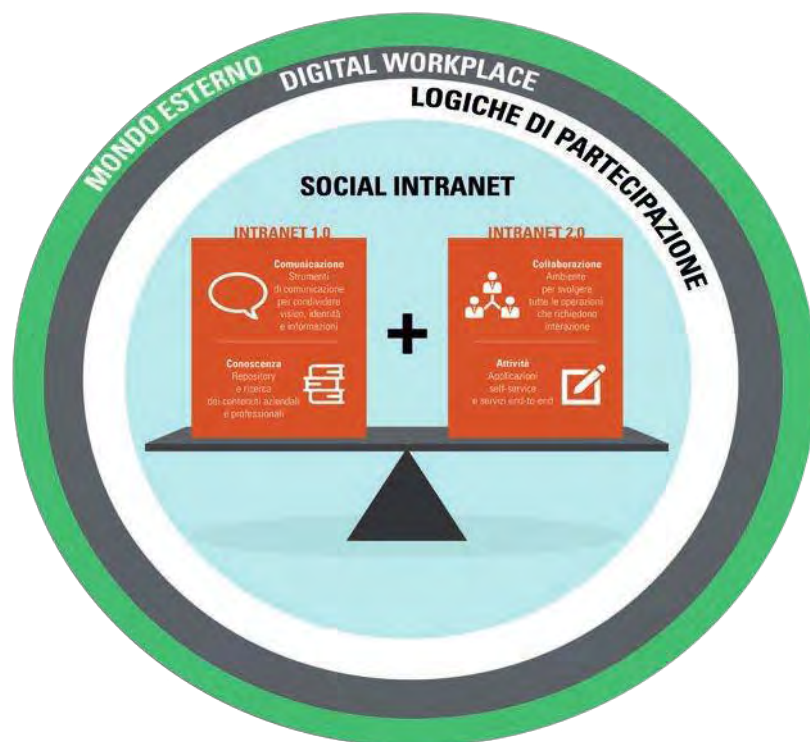 MONDO ESTERNO
DIGITAL WORKPLACE
LOGICHE DI PARTECIPAZIONE
SOCIAL INTRANET
INTRANET 1.0
Comunicazione
Strumenti
di comunicazione
per condividere
vision, identità
e informazioni
Conoscenza
Repository
e ricerca
dei contenuti aziendali
e professionali
+
INTRANET 2.0
Collaborazione
Ambiente
per svolgere
tutte le operazioni
che richiedono
interazione
Attività
Applicazioni
self-service
e servizi end-to-end